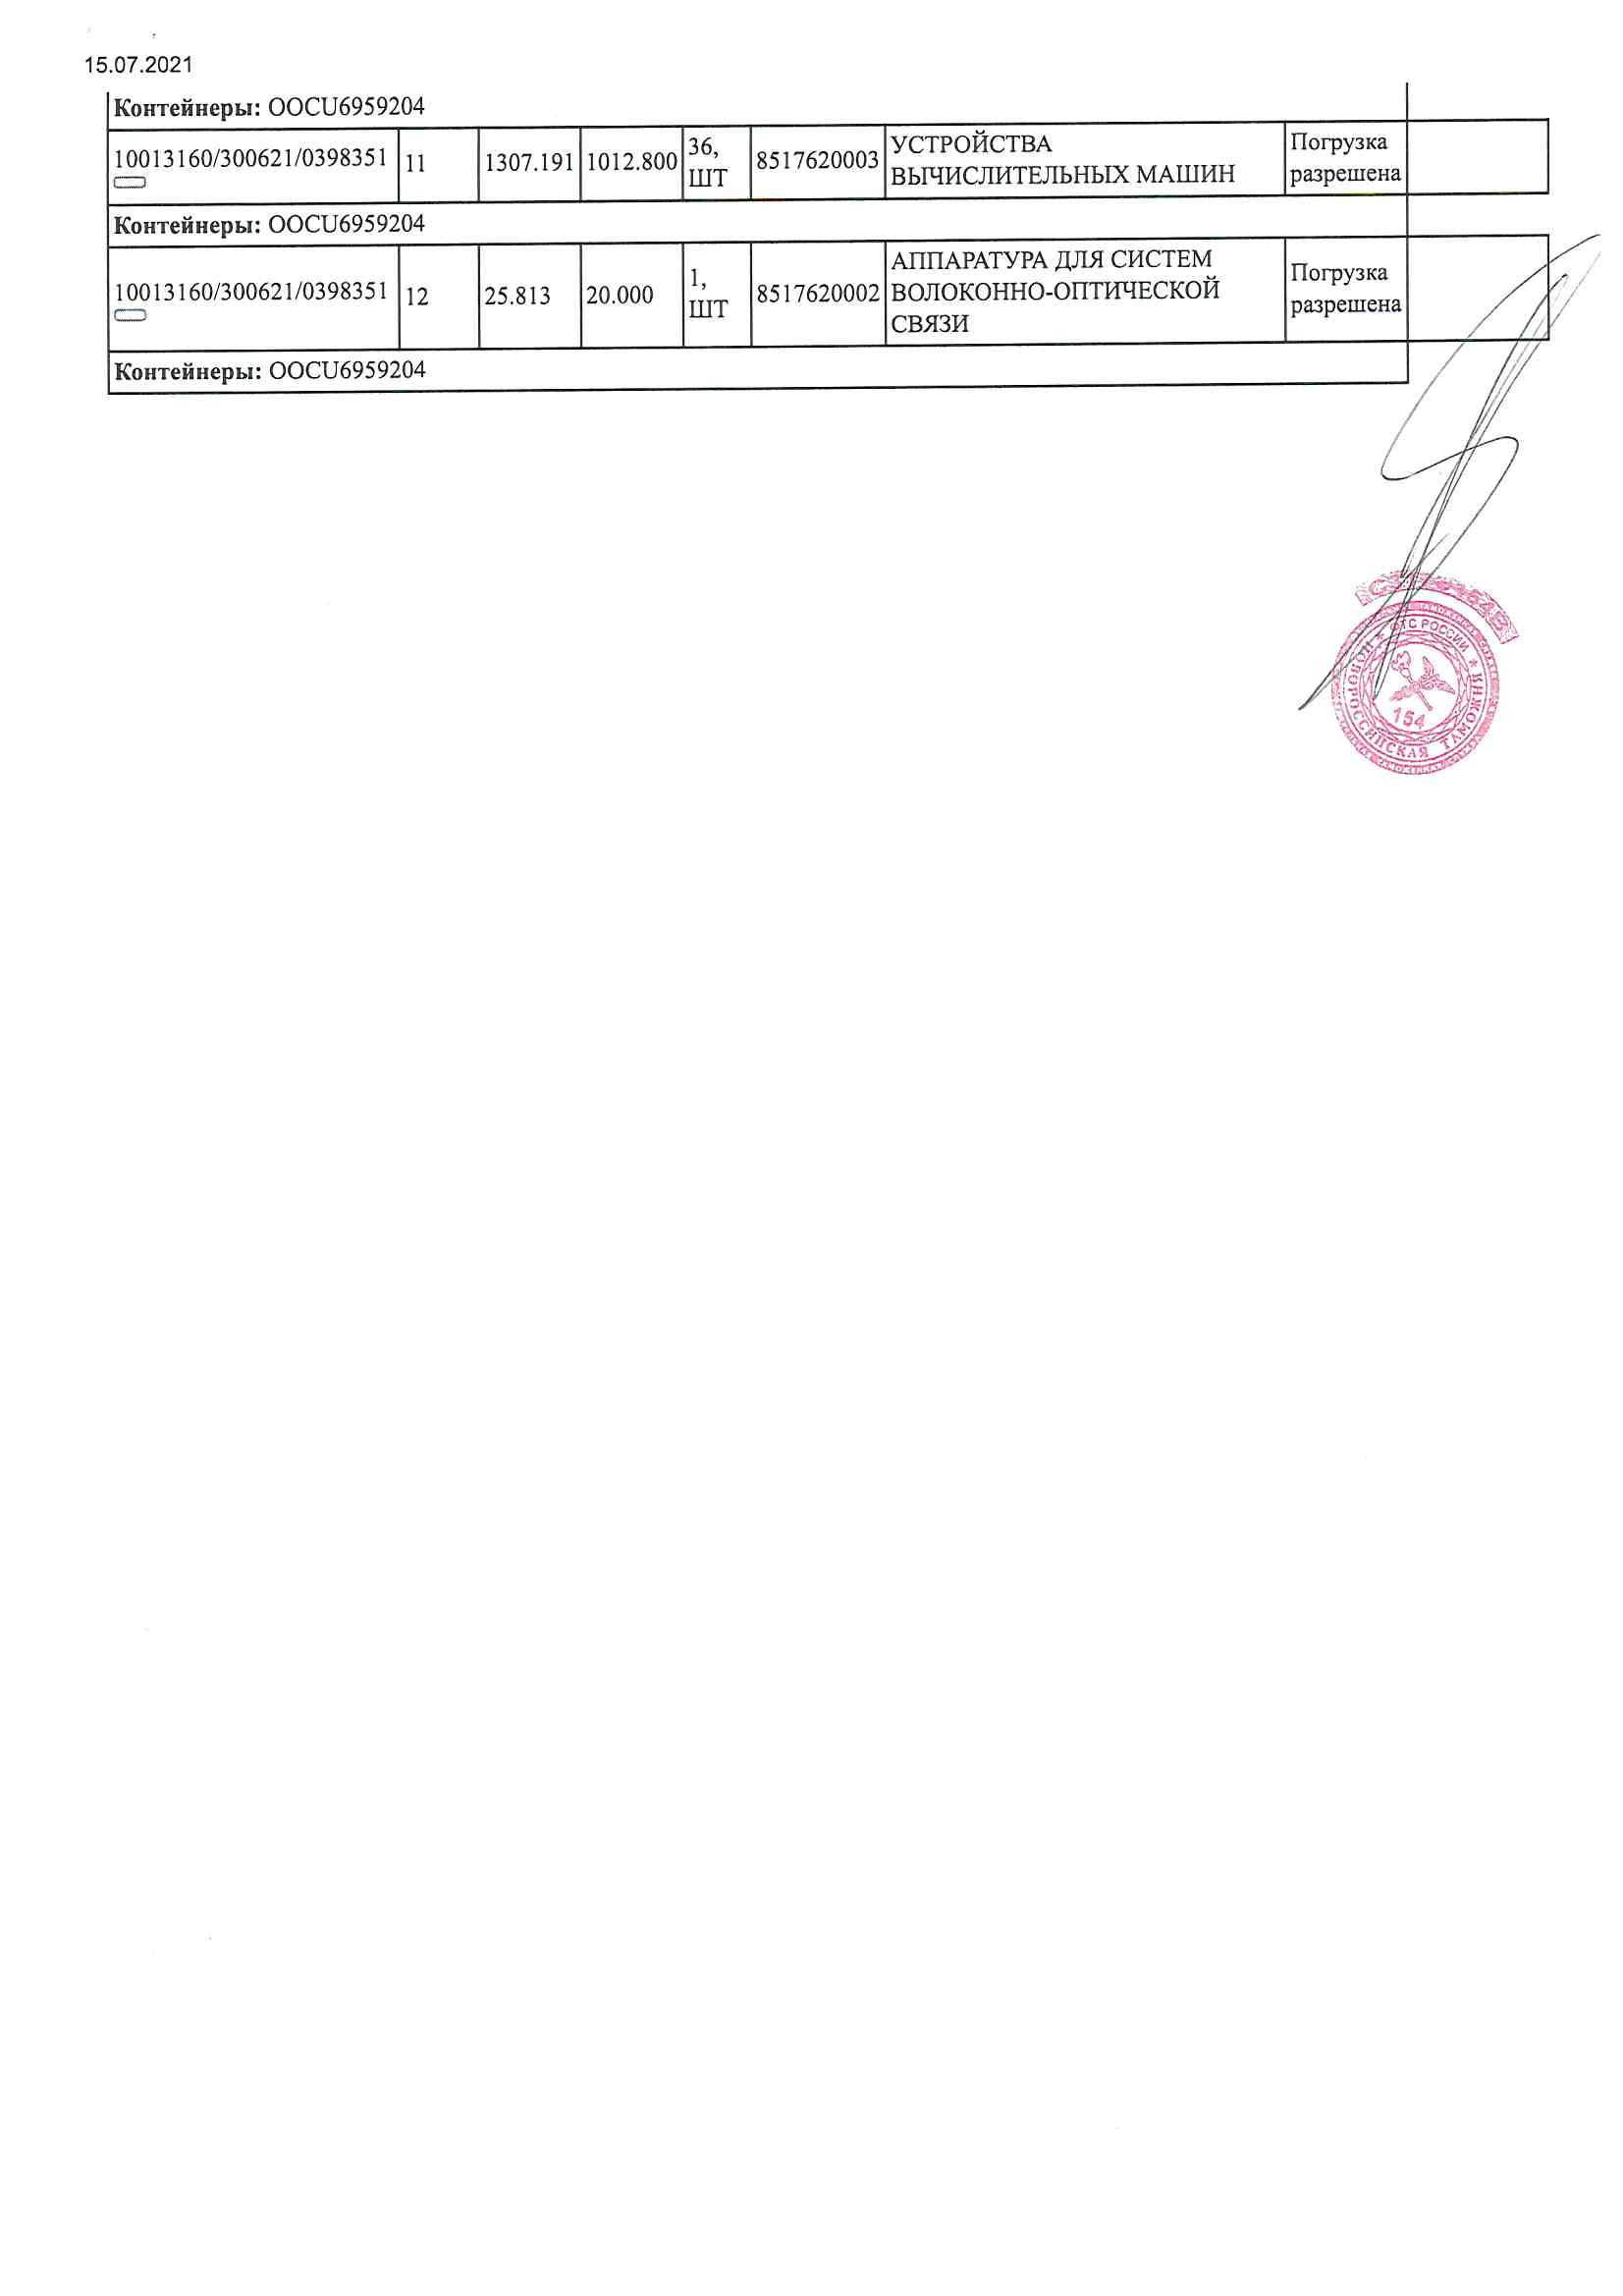 15.07.2021
Контейнеры: OOCU6959204
10013160/300621/0398351 11 1307.191 1012.800 36, ШТ 8517620003 УСТРОЙСТВА ВЫЧИСЛИТЕЛЬНЫХ МАШИН Погрузка разрешена
Контейнеры: OOCU6959204
10013160/300621/0398351 12 25.813 20.000 1, ШТ 8517620002 АППАРАТУРА ДЛЯ СИСТЕМ ВОЛОКОННО-ОПТИЧЕСКОЙ СВЯЗИ Погрузка разрешена
Контейнеры: OOCU6959204
ФТС РОССИИ
НОВОРОССИЙСКАЯ ТАМОЖНЯ
154